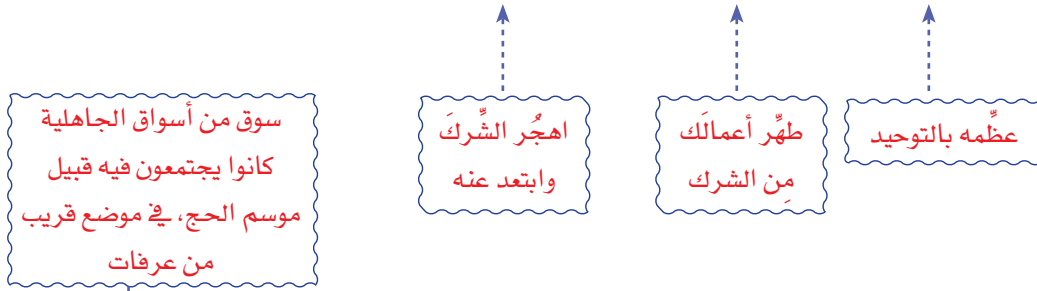 عظِّمه بالتوحيد
طهِّر أعمالَك
مِن الشرك
اهجُر الشِّركَ
وابتعد عنه
سوق من أسواق الجاهلية
كانوا يجتمعون فيه قبيل
موسم الحج، في موضع قريب
من عرفات